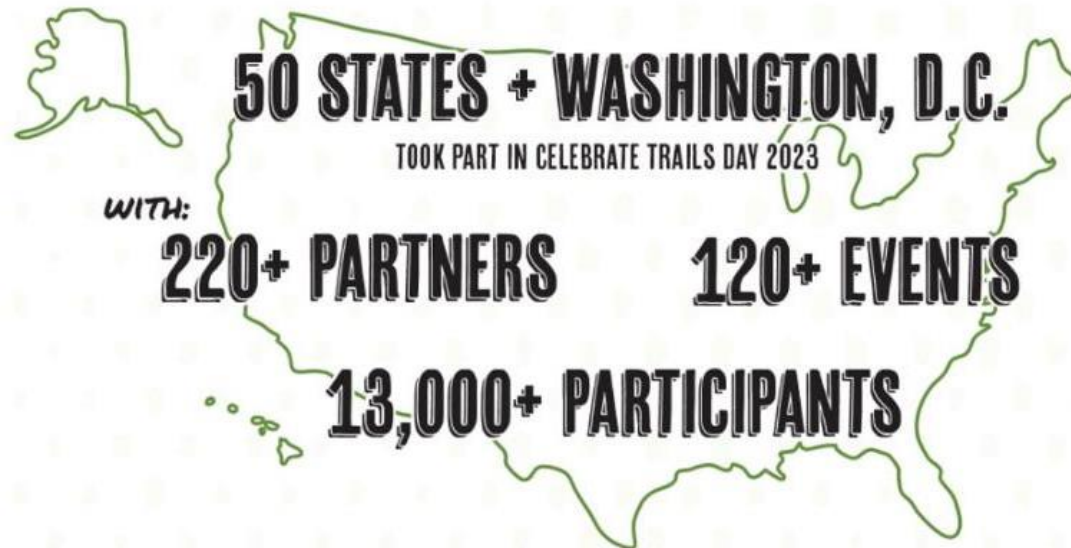 50 STATES + WASHINGTON, D.C.
TOOK PART IN CELEBRATE TRAILS DAY 2023
WITH:
220+ PARTNERS
120+ EVENTS
13,000+ PARTICIPANTS